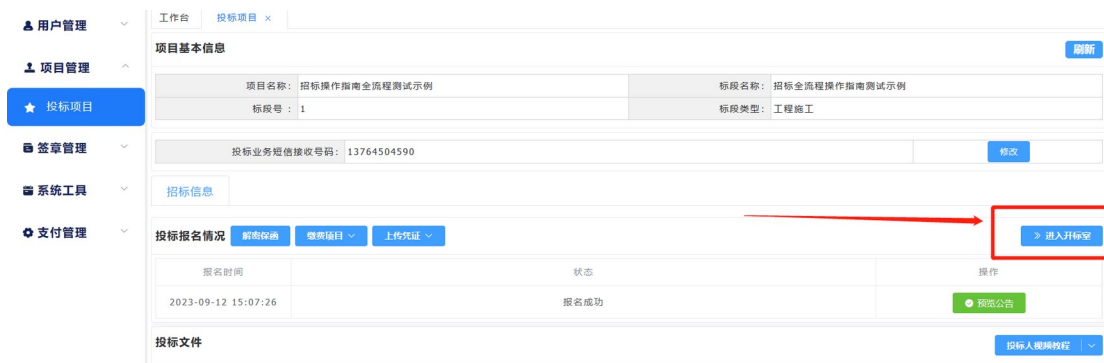 用户管理
项目管理
投标项目
签章管理
系统工具
支付管理
工作台 投标项目 ×
项目基本信息 刷新
项目名称: 招标操作指南全流程测试示例 标段名称: 招标全流程操作指南测试示例
标段号 : 1 标段类型: 工程施工
投标业务短信接收号码: 13764504590 修改
招标信息
投标报名情况 解密保函 缴费项目 上传凭证 进入开标室
报名时间 状态 操作
2023-09-12 15:07:26 报名成功 预览公告
投标文件 投标人视频教程